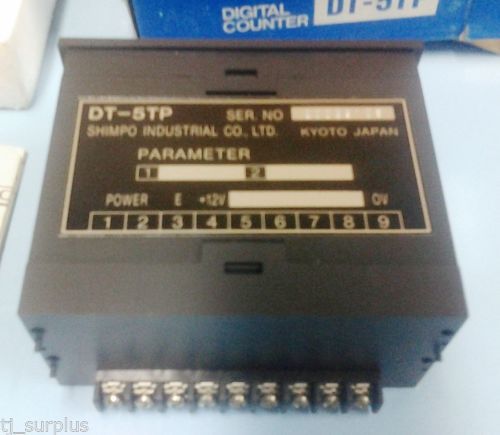 DIGITAL
COUNTER
DT-5TP
DT-5TP SER. NO
SHIMPO INDUSTRIAL CO., LTD. KYOTO JAPAN
PARAMETER
1 2
POWER E +12V 0V
1 2 3 4 5 6 7 8 9
tj_surplus